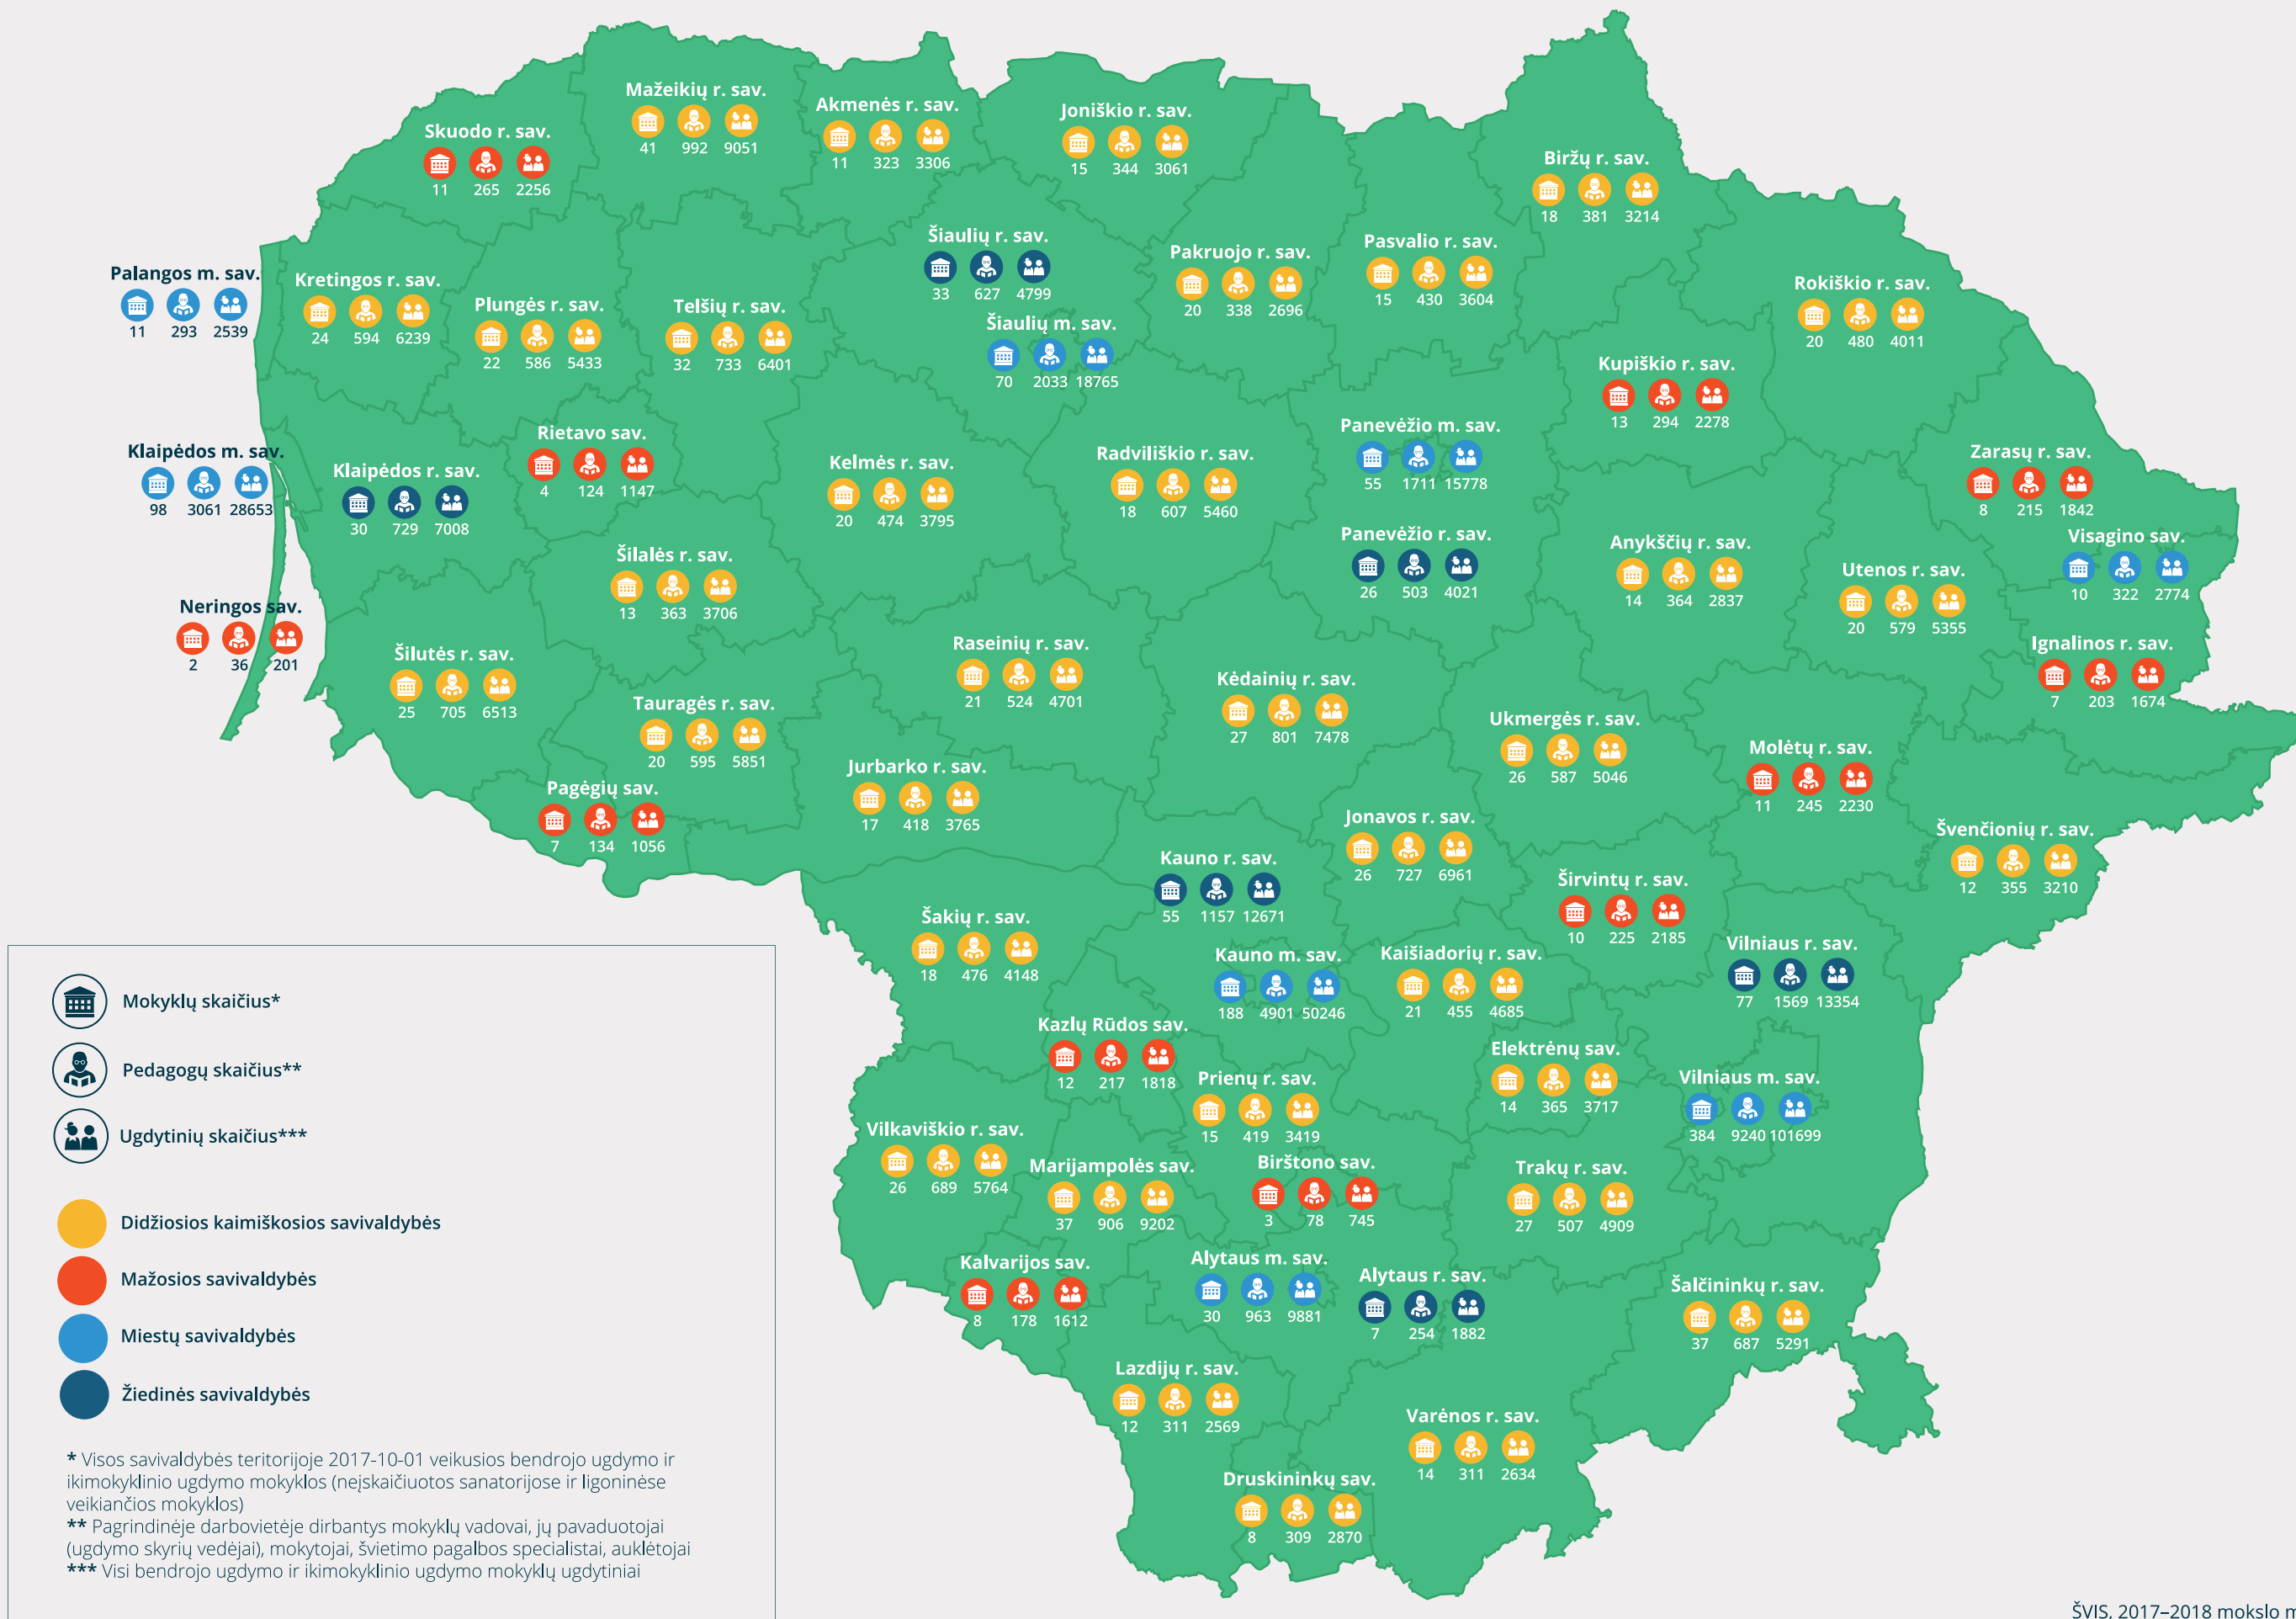 Mažeikių r. sav.
41 992 9051
Akmenės r. sav.
11 323 3306
Joniškio r. sav.
15 344 3061
Skuodo r. sav.
11 265 2256
Biržų r. sav.
18 381 3214
Šiaulių r. sav.
33 627 4799
Pakruojo r. sav.
20 338 2696
Pasvalio r. sav.
15 430 3604
Palangos m. sav.
11 293 2539
Kretingos r. sav.
24 594 6239
Plungės r. sav.
22 586 5433
Telšių r. sav.
32 733 6401
Šiaulių m. sav.
70 2033 18765
Rokiškio r. sav.
20 480 4011
Kupiškio r. sav.
13 294 2278
Klaipėdos m. sav.
98 3061 28653
Klaipėdos r. sav.
30 729 7008
Rietavo sav.
4 124 1147
Kelmės r. sav.
20 474 3795
Radviliškio r. sav.
18 607 5460
Panevėžio m. sav.
55 1711 15778
Zarasų r. sav.
8 215 1842
Panevėžio r. sav.
26 503 4021
Anykščių r. sav.
14 364 2837
Utenos r. sav.
20 579 5355
Visagino sav.
10 322 2774
Šilalės r. sav.
13 363 3706
Neringos sav.
2 36 201
Šilutės r. sav.
25 705 6513
Raseinių r. sav.
21 524 4701
Kėdainių r. sav.
27 801 7478
Ignalinos r. sav.
7 203 1674
Tauragės r. sav.
20 595 5851
Ukmergės r. sav.
26 587 5046
Molėtų r. sav.
11 245 2230
Jurbarko r. sav.
17 418 3765
Pagėgių sav.
7 134 1056
Jonavos r. sav.
26 727 6961
Švenčionių r. sav.
12 355 3210
Kauno r. sav.
55 1157 12671
Širvintų r. sav.
10 225 2185
Šakių r. sav.
18 476 4148
Kauno m. sav.
188 4901 50246
Kaišiadorių r. sav.
21 455 4685
Vilniaus r. sav.
77 1569 13354
Kazlų Rūdos sav.
12 217 1818
Prienų r. sav.
15 419 3419
Elektrėnų sav.
14 365 3717
Vilniaus m. sav.
384 9240 101699
Vilkaviškio r. sav.
26 689 5764
Marijampolės sav.
37 906 9202
Birštono sav.
3 78 745
Trakų r. sav.
27 507 4909
Kalvarijos sav.
8 178 1612
Alytaus m. sav.
30 963 9881
Alytaus r. sav.
7 254 1882
Šalčininkų r. sav.
37 687 5291
Lazdijų r. sav.
12 311 2569
Varėnos r. sav.
14 311 2634
Druskininkų sav.
8 309 2870
Mokyklų skaičius*
Pedagogų skaičius**
Ugdytinių skaičius***
Didžiosios kaimiškosios savivaldybės
Mažosios savivaldybės
Miestų savivaldybės
Žiedinės savivaldybės
* Visos savivaldybės teritorijoje 2017-10-01 veikusios bendrojo ugdymo ir
ikimokyklinio ugdymo mokyklos (neįskaičiuotos sanatorijose ir ligoninėse
veikiančios mokyklos)
** Pagrindinėje darbovietėje dirbantys mokyklų vadovai, jų pavaduotojai
(ugdymo skyrių vedėjai), mokytojai, švietimo pagalbos specialistai, auklėtojai
*** Visi bendrojo ugdymo ir ikimokyklinio ugdymo mokyklų ugdytiniai
ŠVIS, 2017–2018 mokslo m